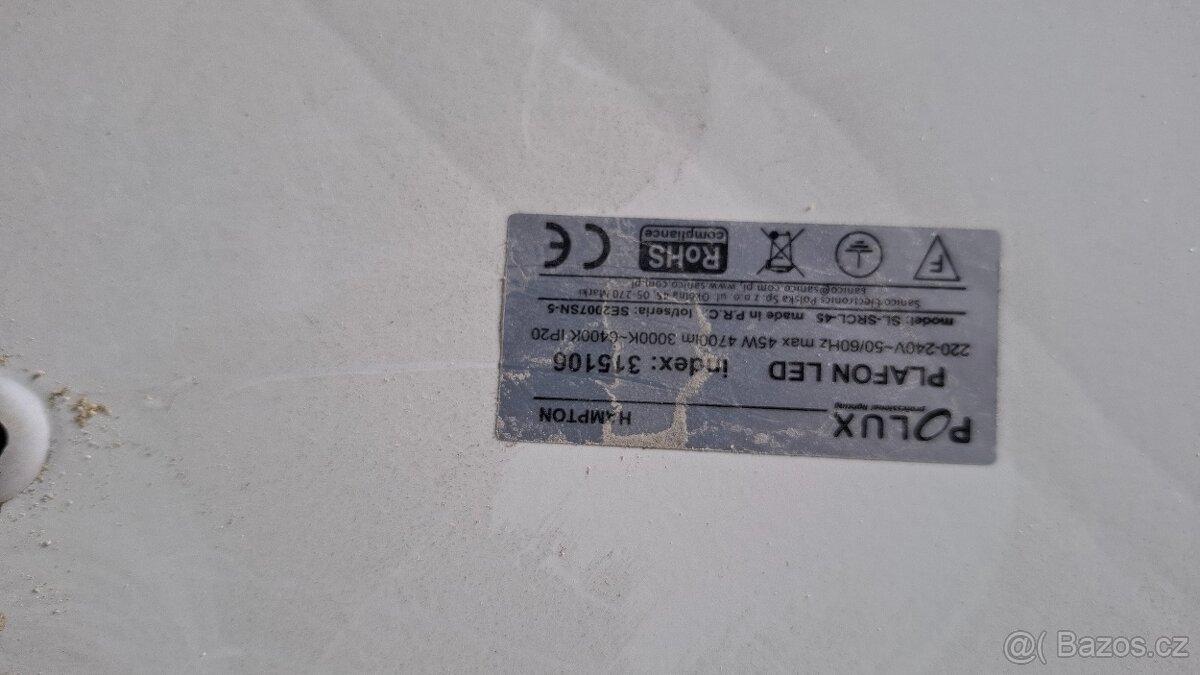 POLUX
professional lighting
HAMPTON
PLAFON LED index: 315106
220-240V~50/60Hz max 45W 4700lm 3000K~6400K IP20
model: SL-SRCL-45 made in P.R.C. lot/seria: SE2007SN-5
Sanico Electronics Polska Sp. z o.o. ul. Okólna 45, 05-270 Marki
sanico@sanico.com.pl www.sanico.com.pl
F
RoHS
compliance
CE
@( Bazos.cz